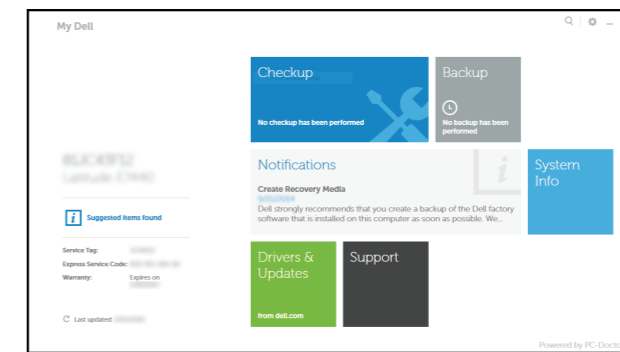 My Dell
Checkup
No checkup has been performed
Backup
No backup has been
performed
Notifications
Create Recovery Media
Dell strongly recommends that you create a backup of the Dell factory
software that is installed on this computer as soon as possible. We...
System
Info
i Suggested items found
Service Tag:
Express Service Code:
Warranty: Expires on
Last updated:
Drivers &
Updates
from dell.com
Support
Powered by PC-Docto